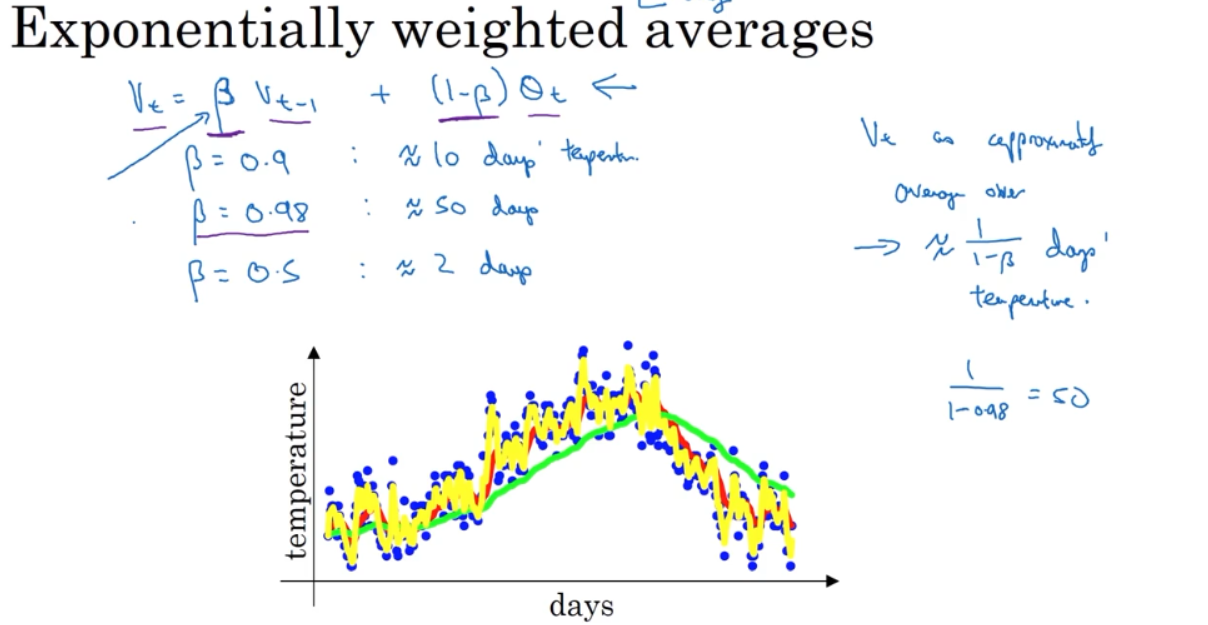 Exponentially weighted averages
Vt = β Vt-1 + (1-β) θt ←
β = 0.9 : ≈ 10 days' temperature.
β = 0.98 : ≈ 50 days
β = 0.5 : ≈ 2 days
Vt as approximately
average over
→ ≈ 1/(1-β) days'
temperature.
1/(1-0.98) = 50
temperature
days